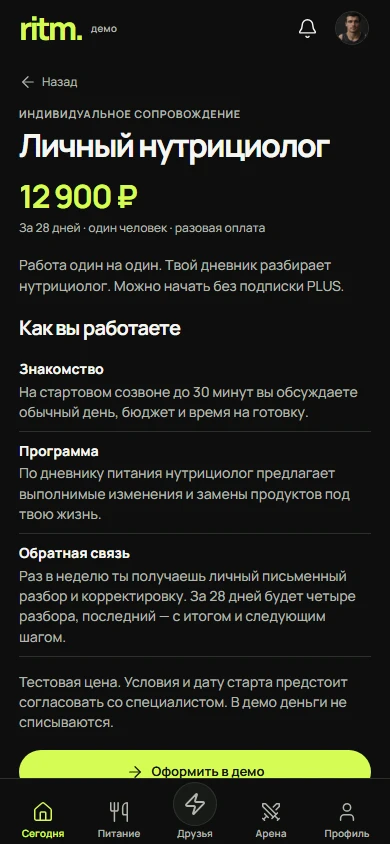 ritm. демо
Назад
ИНДИВИДУАЛЬНОЕ СОПРОВОЖДЕНИЕ
Личный нутрициолог
12 900 ₽
За 28 дней · один человек · разовая оплата
Работа один на один. Твой дневник разбирает
нутрициолог. Можно начать без подписки PLUS.
Как вы работаете
Знакомство
На стартовом созвоне до 30 минут вы обсуждаете
обычный день, бюджет и время на готовку.
Программа
По дневнику питания нутрициолог предлагает
выполнимые изменения и замены продуктов под
твою жизнь.
Обратная связь
Раз в неделю ты получаешь личный письменный
разбор и корректировку. За 28 дней будет четыре
разбора, последний — с итогом и следующим
шагом.
Тестовая цена. Условия и дату старта предстоит
согласовать со специалистом. В демо деньги не
списываются.
Оформить в демо
Сегодня Питание Друзья Арена Профиль